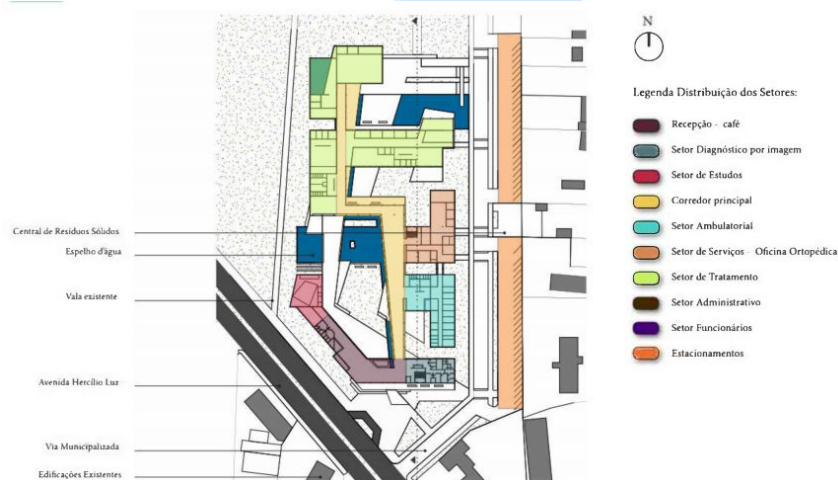 N
Legenda Distribuição dos Setores:
Recepção - café
Setor Diagnóstico por imagem
Setor de Estudos
Corredor principal
Setor Ambulatorial
Setor de Serviços - Oficina Ortopédica
Setor de Tratamento
Setor Administrativo
Setor Funcionários
Estacionamentos
Central de Resíduos Sólidos
Espelho d'água
Vala existente
Avenida Hercílio Luz
Via Municipalizada
Edificações Existentes